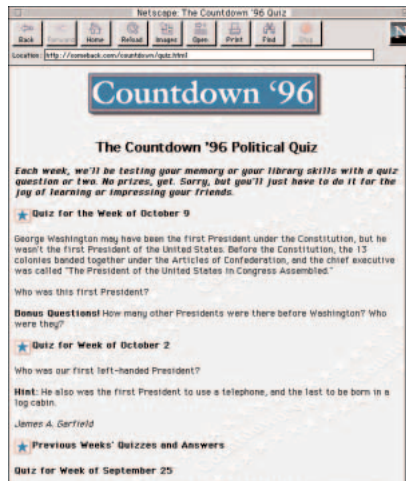 Netscape: The Countdown '96 Quiz
Back Forward Home Reload Images Open Print Find Stop
N
Location: http://someback.com/countdown/quiz.html
Countdown '96
The Countdown '96 Political Quiz
Each week, we'll be testing your memory or your library skills with a quiz
question or two. No prizes, yet. Sorry, but you'll just have to do it for the
joy of learning or impressing your friends.
Quiz for the Week of October 9
George Washington may have been the first President under the Constitution, but he
wasn't the first President of the United States. Before the Constitution, the 13
colonies banded together under the Articles of Confederation, and the chief executive
was called "The President of the United States in Congress Assembled."
Who was this first President?
Bonus Questions! How many other Presidents were there before Washington? Who
were they?
Quiz for Week of October 2
Who was our first left-handed President?
Hint: He also was the first President to use a telephone, and the last to be born in a
log cabin.
James A. Garfield
Previous Weeks' Quizzes and Answers
Quiz for Week of September 25